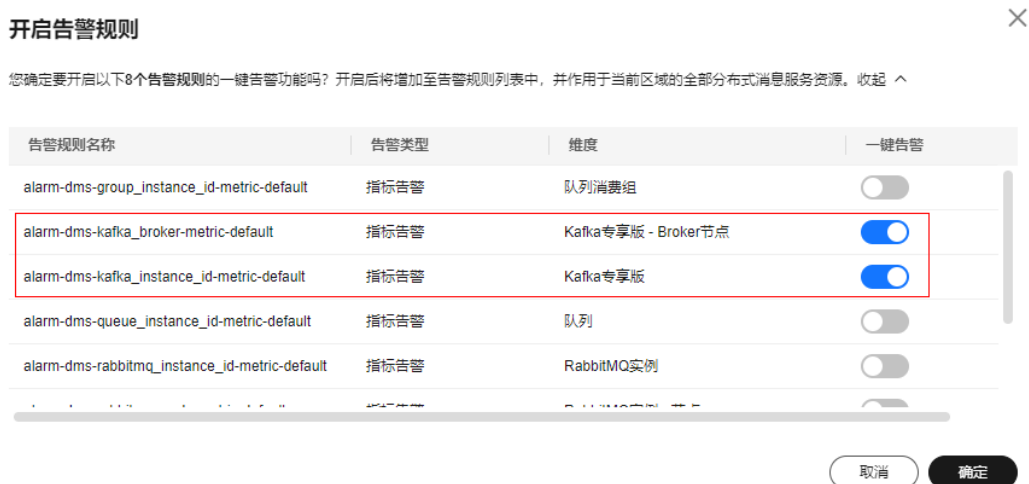 开启告警规则
您确定要开启以下8个告警规则的一键告警功能吗？开启后将增加至告警规则列表中，并作用于当前区域的全部分布式消息服务资源。收起
告警规则名称 告警类型 维度 一键告警
alarm-dms-group_instance_id-metric-default 指标告警 队列消费组
alarm-dms-kafka_broker-metric-default 指标告警 Kafka专享版 - Broker节点
alarm-dms-kafka_instance_id-metric-default 指标告警 Kafka专享版
alarm-dms-queue_instance_id-metric-default 指标告警 队列
alarm-dms-rabbitmq_instance_id-metric-default 指标告警 RabbitMQ实例
取消 确定